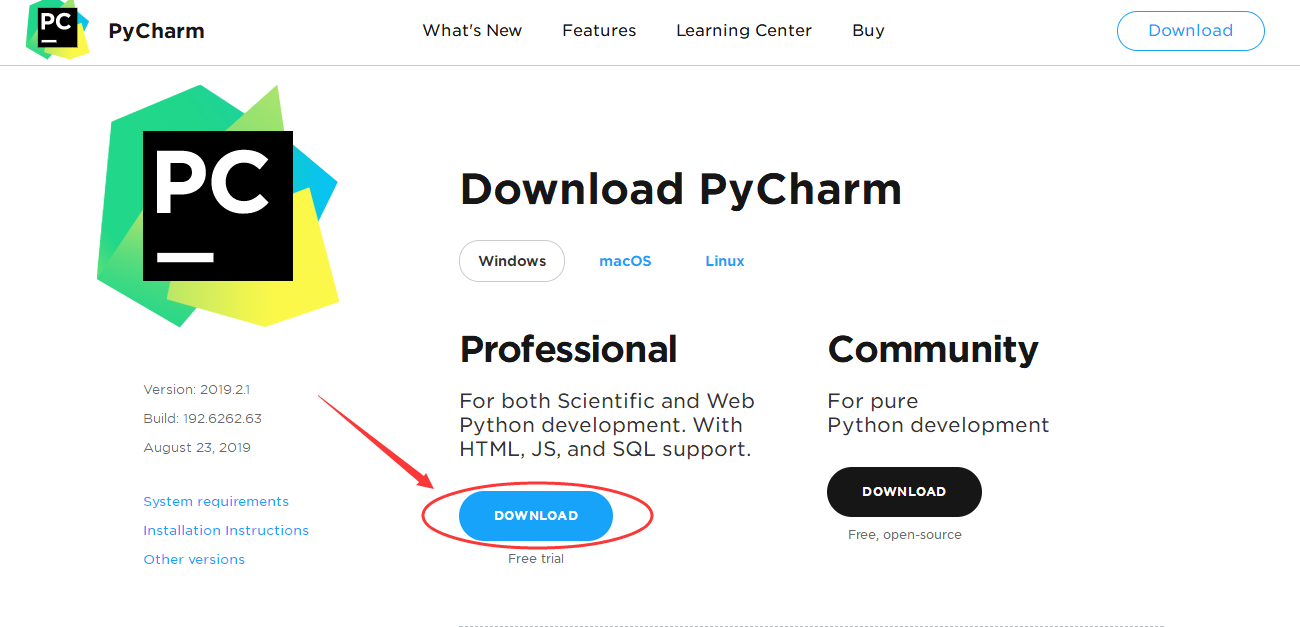 PC
PyCharm
What's New
Features
Learning Center
Buy
Download
PC
Download PyCharm
Windows
macOS
Linux
Version: 2019.2.1
Build: 192.6262.63
August 23, 2019
System requirements
Installation Instructions
Other versions
Professional
For both Scientific and Web
Python development. With
HTML, JS, and SQL support.
DOWNLOAD
Free trial
Community
For pure
Python development
DOWNLOAD
Free, open-source